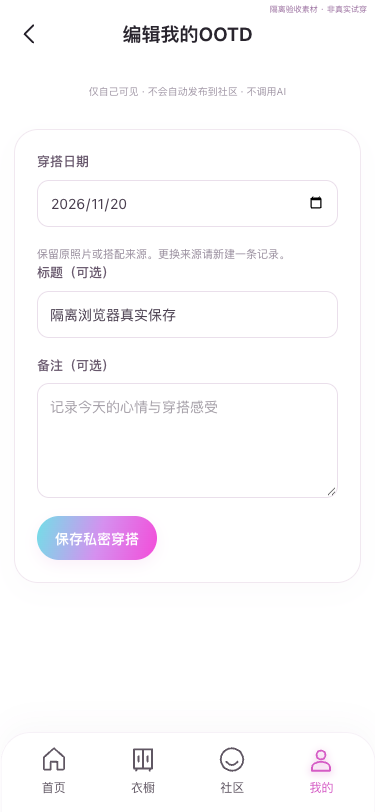 隔离验收素材 · 非真实试穿
编辑我的OOTD
仅自己可见 · 不会自动发布到社区 · 不调用AI
穿搭日期
2026/11/20
保留原照片或搭配来源。更换来源请新建一条记录。
标题（可选）
隔离浏览器真实保存
备注（可选）
记录今天的心情与穿搭感受
保存私密穿搭
首页
衣橱
社区
我的